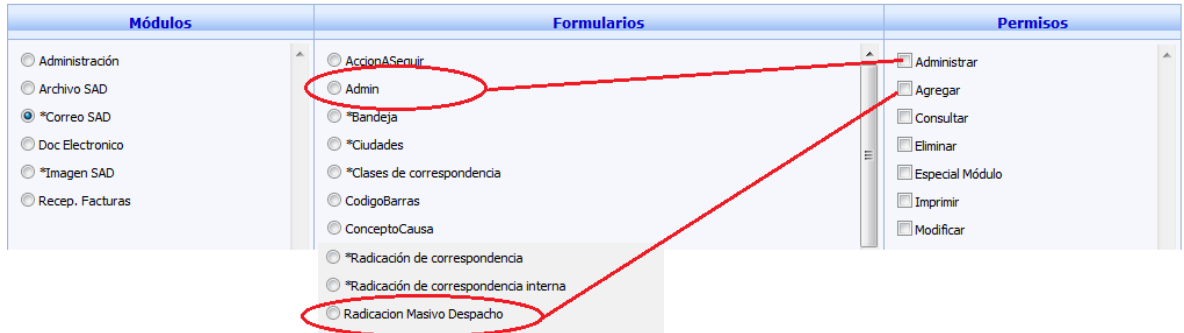 Módulos
Administración
Archivo SAD
*Correo SAD
Doc Electronico
*Imagen SAD
Recep. Facturas
Formularios
AccionASeguir
Admin
*Bandeja
*Ciudades
*Clases de correspondencia
CodigoBarras
ConceptoCausa
*Radicación de correspondencia
*Radicación de correspondencia interna
Radicacion Masivo Despacho
Permisos
Administrar
Agregar
Consultar
Eliminar
Especial Módulo
Imprimir
Modificar